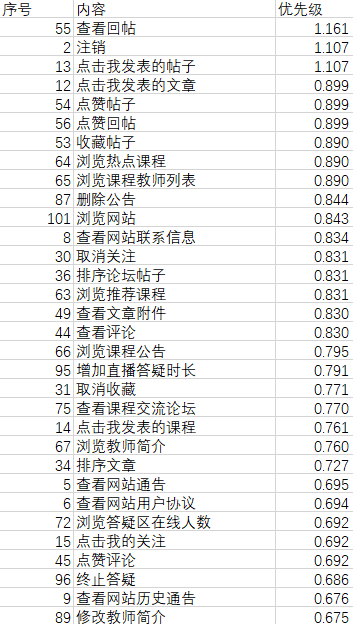 序号 内容 优先级
55 查看回帖 1.161
2 注销 1.107
13 点击我发表的帖子 1.107
12 点击我发表的文章 0.899
54 点赞帖子 0.899
56 点赞回帖 0.899
53 收藏帖子 0.890
64 浏览热点课程 0.890
65 浏览课程教师列表 0.890
87 删除公告 0.844
101 浏览网站 0.843
8 查看网站联系信息 0.834
30 取消关注 0.831
36 排序论坛帖子 0.831
63 浏览推荐课程 0.831
49 查看文章附件 0.830
44 查看评论 0.830
66 浏览课程公告 0.795
95 增加直播答疑时长 0.791
31 取消收藏 0.771
75 查看课程交流论坛 0.770
14 点击我发表的课程 0.761
67 浏览教师简介 0.760
34 排序文章 0.727
5 查看网站通告 0.695
6 查看网站用户协议 0.694
72 浏览答疑区在线人数 0.692
15 点击我的关注 0.692
45 点赞评论 0.692
96 终止答疑 0.686
9 查看网站历史通告 0.676
89 修改教师简介 0.675